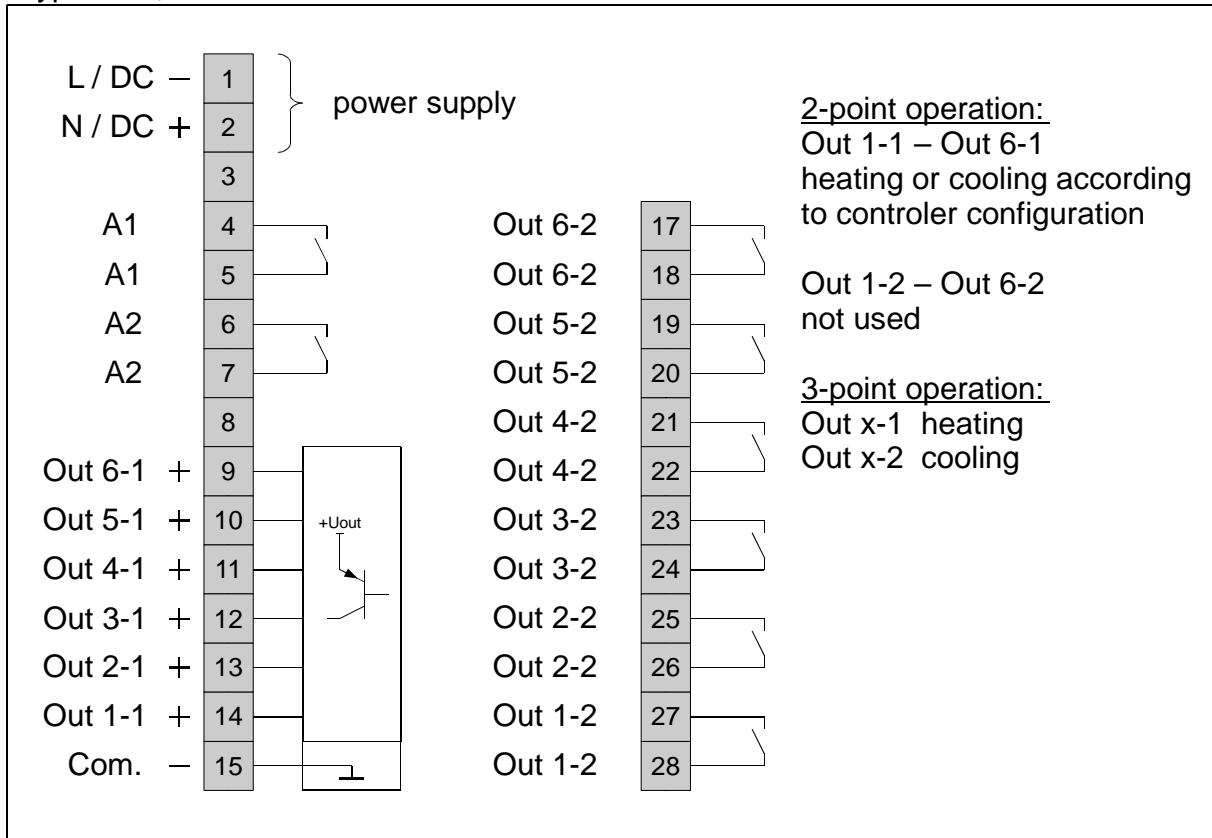 L / DC – 1
N / DC + 2
power supply
3
A1 4
A1 5
A2 6
A2 7
8
Out 6-1 + 9
Out 5-1 + 10
Out 4-1 + 11
Out 3-1 + 12
Out 2-1 + 13
Out 1-1 + 14
Com. – 15
+Uout
Out 6-2 17
Out 6-2 18
Out 5-2 19
Out 5-2 20
Out 4-2 21
Out 4-2 22
Out 3-2 23
Out 3-2 24
Out 2-2 25
Out 2-2 26
Out 1-2 27
Out 1-2 28
2-point operation:
Out 1-1 – Out 6-1
heating or cooling according
to controler configuration
Out 1-2 – Out 6-2
not used
3-point operation:
Out x-1 heating
Out x-2 cooling